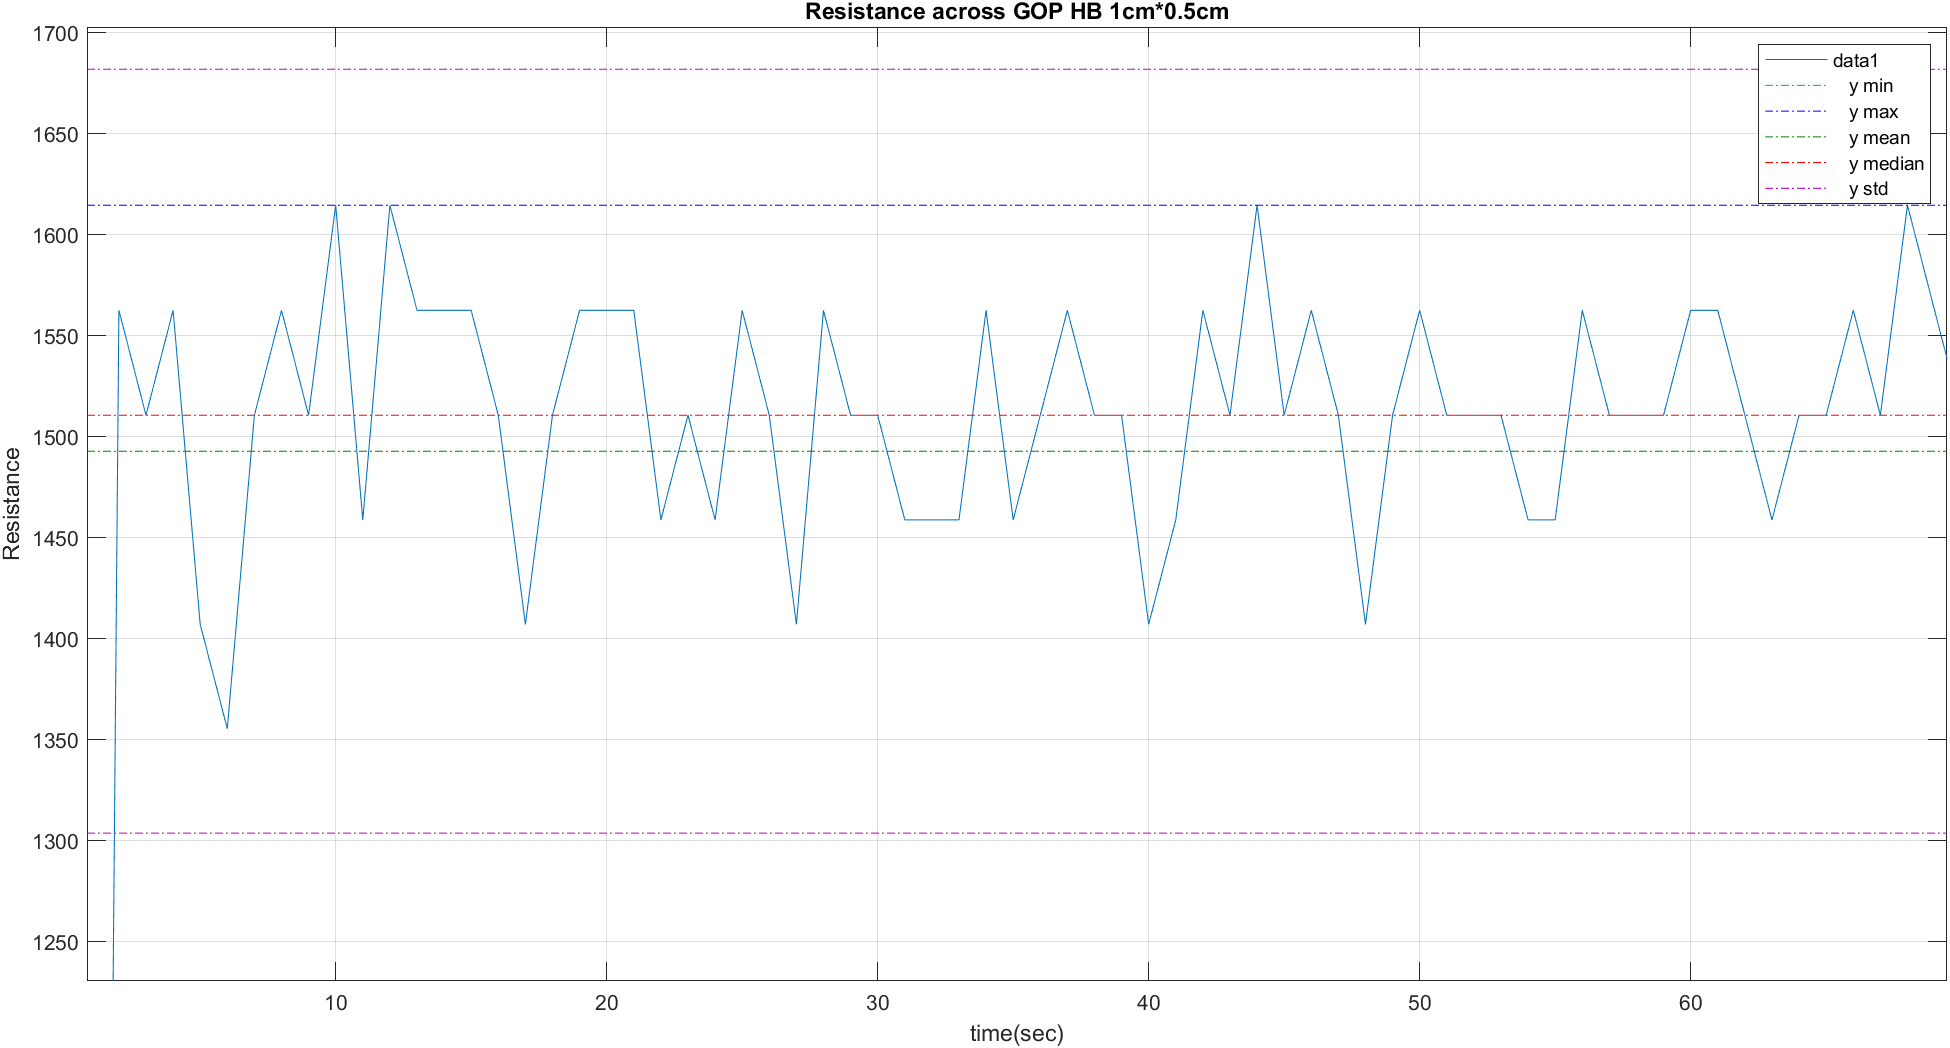 Resistance across GOP HB 1cm*0.5cm
1700
1650
1600
1550
1500
1450
1400
1350
1300
1250
Resistance
10 20 30 40 50 60
time(sec)
data1
y min
y max
y mean
y median
y std